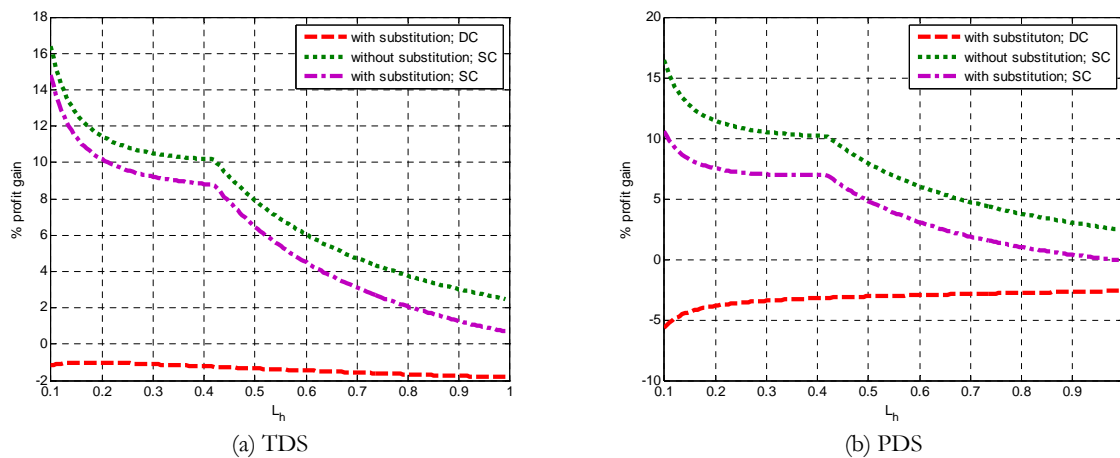 18
16
14
12
10
8
6
4
2
0
-2
% profit gain
with substitution; DC
without substitution; SC
with substitution; SC
0.1 0.2 0.3 0.4 0.5 0.6 0.7 0.8 0.9 1
L_h
(a) TDS
20
15
10
5
0
-5
-10
% profit gain
with substituton; DC
without substitution; SC
with substitution; SC
0.1 0.2 0.3 0.4 0.5 0.6 0.7 0.8 0.9
L_h
(b) PDS